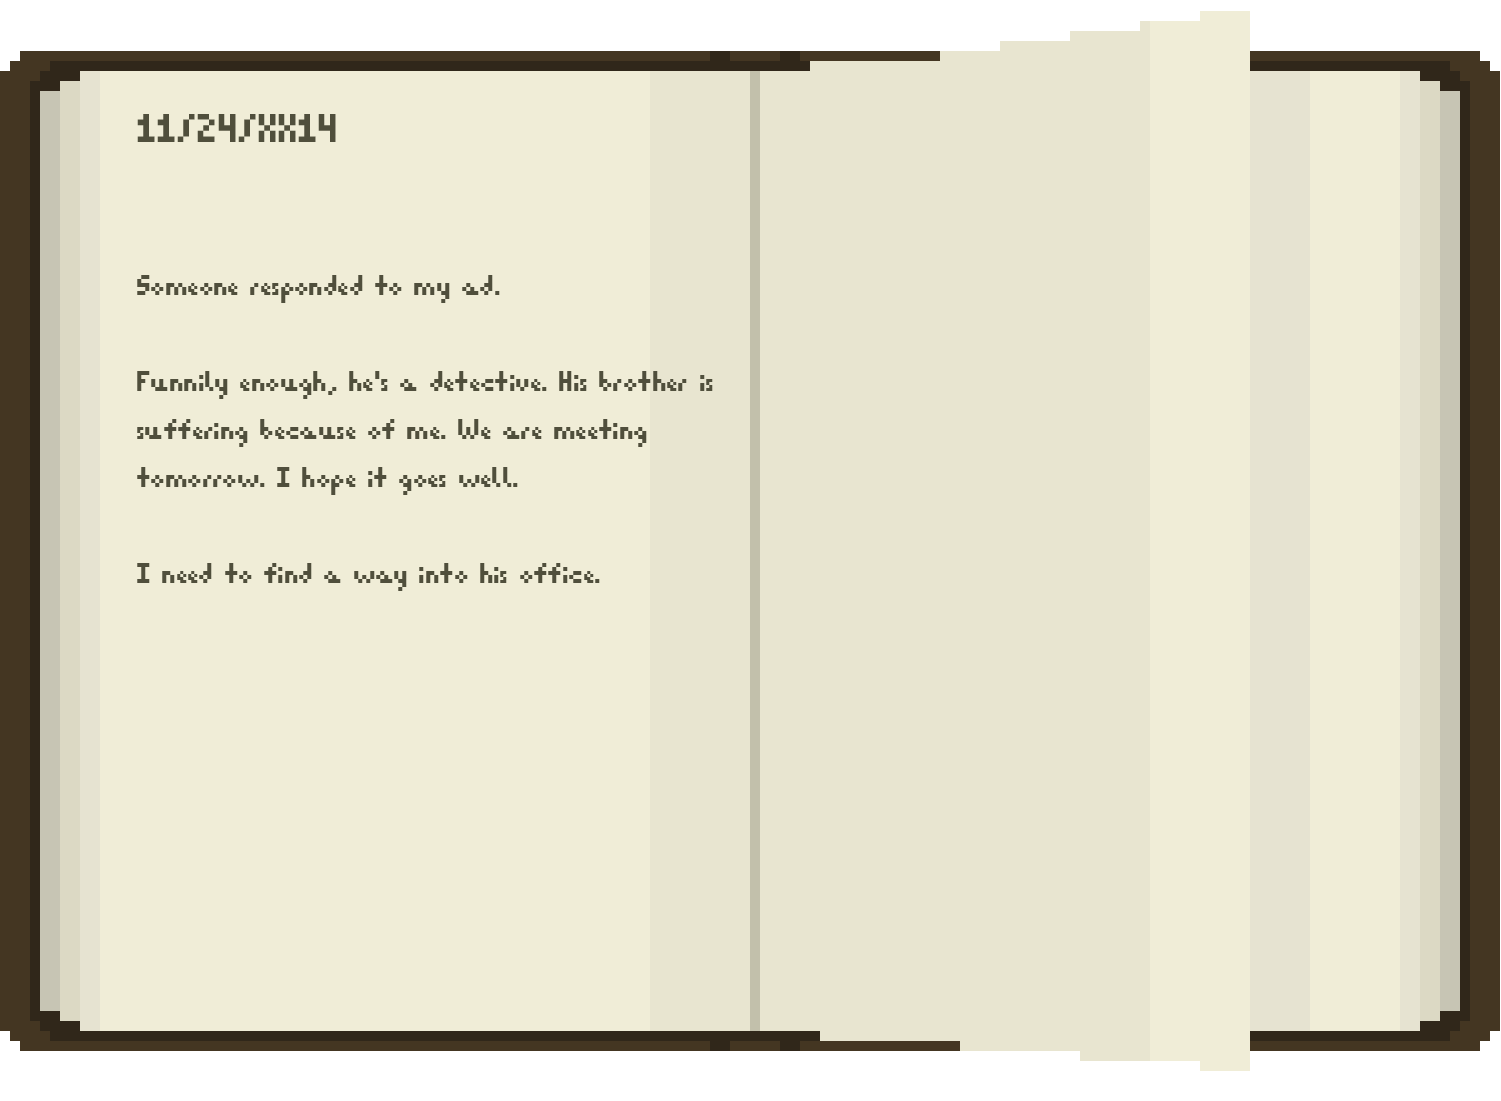 11/24/XX14
Someone responded to my ad.
Funnily enough, he's a detective. His brother is
suffering because of me. We are meeting
tomorrow. I hope it goes well.
I need to find a way into his office.